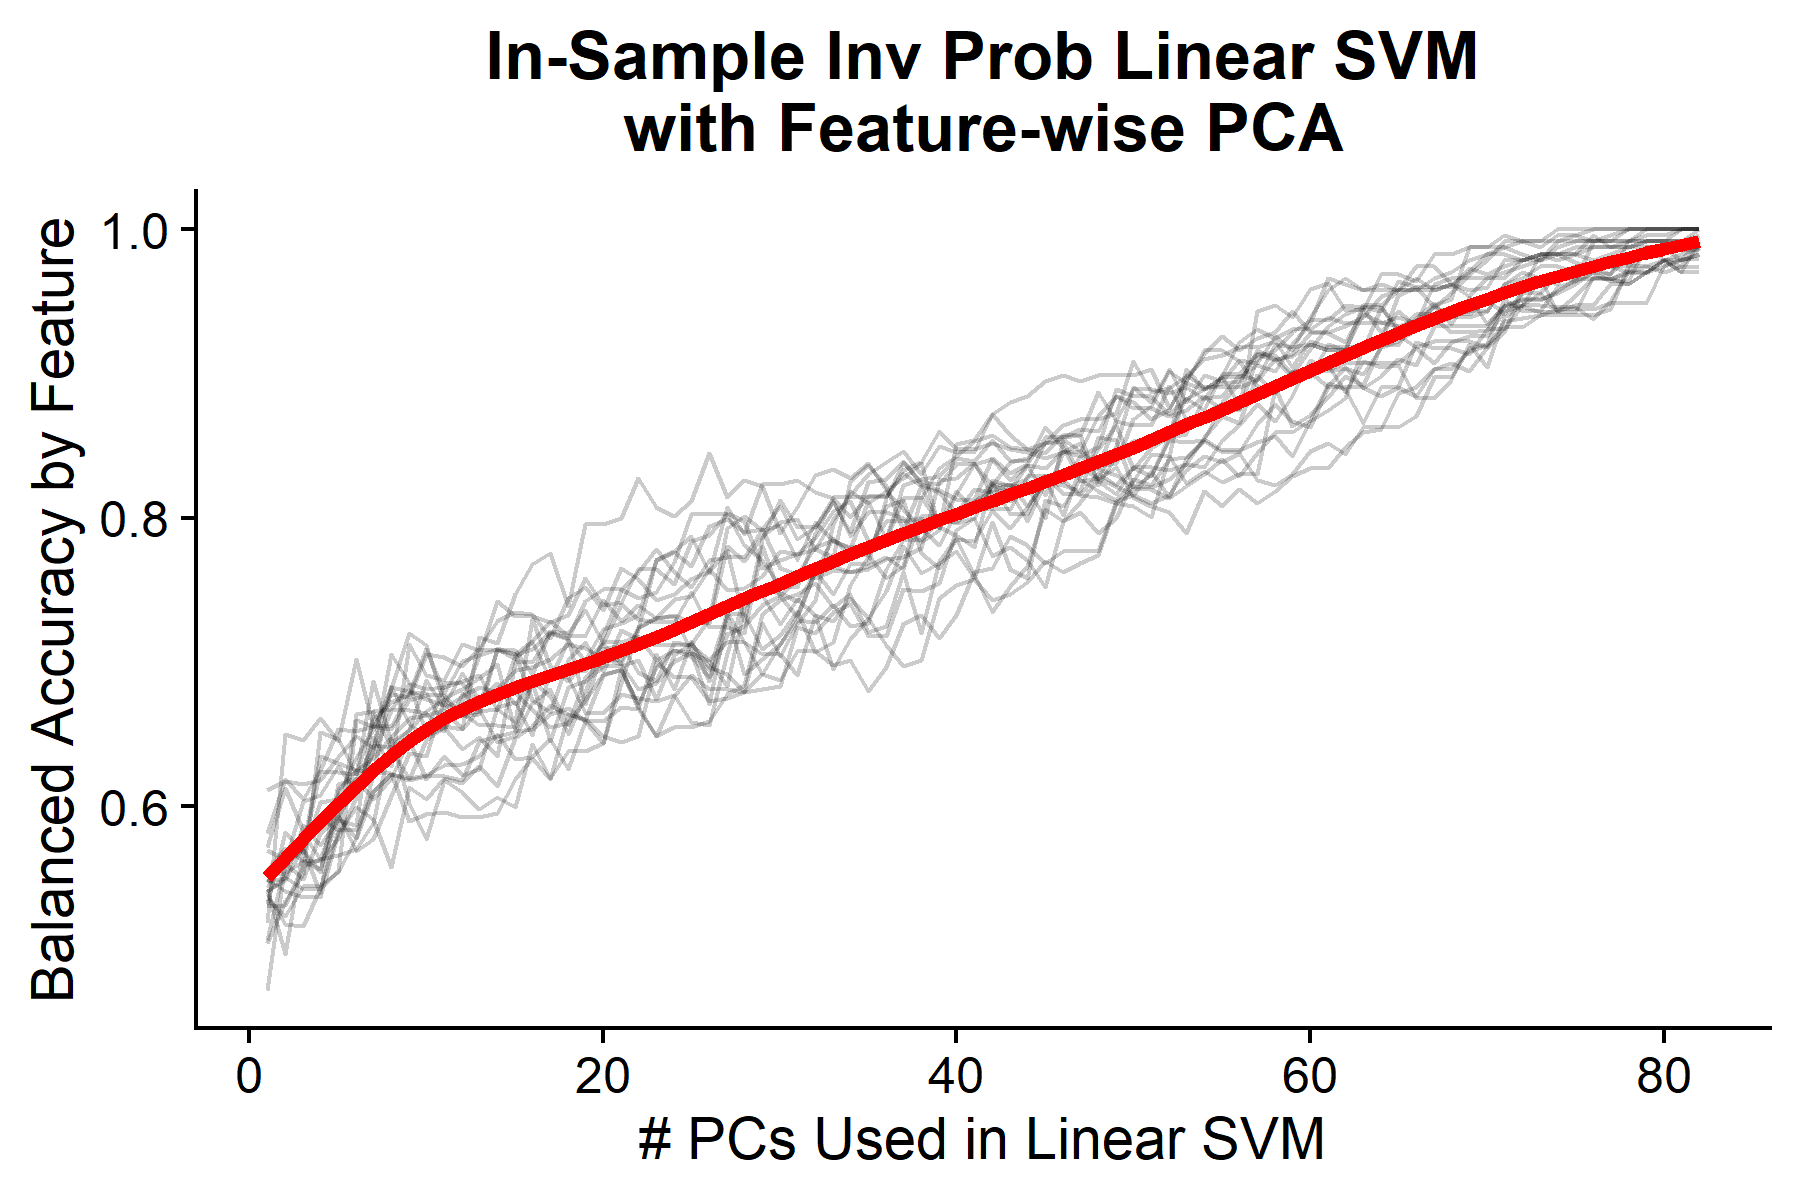 In-Sample Inv Prob Linear SVM
with Feature-wise PCA
Balanced Accuracy by Feature
1.0
0.8
0.6
0
20
40
60
80
# PCs Used in Linear SVM